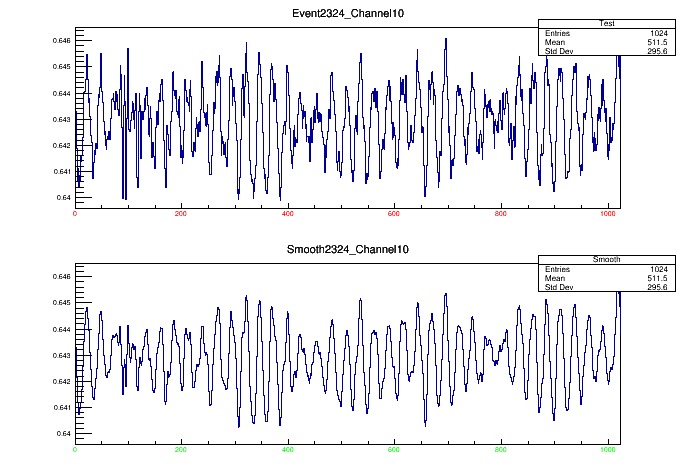 Event2324_Channel10
Test
Entries 1024
Mean 511.5
Std Dev 295.6
0.646
0.645
0.644
0.643
0.642
0.641
0.64
0 200 400 600 800 1000
Smooth2324_Channel10
Smooth
Entries 1024
Mean 511.5
Std Dev 295.6
0.646
0.645
0.644
0.643
0.642
0.641
0.64
0 200 400 600 800 1000